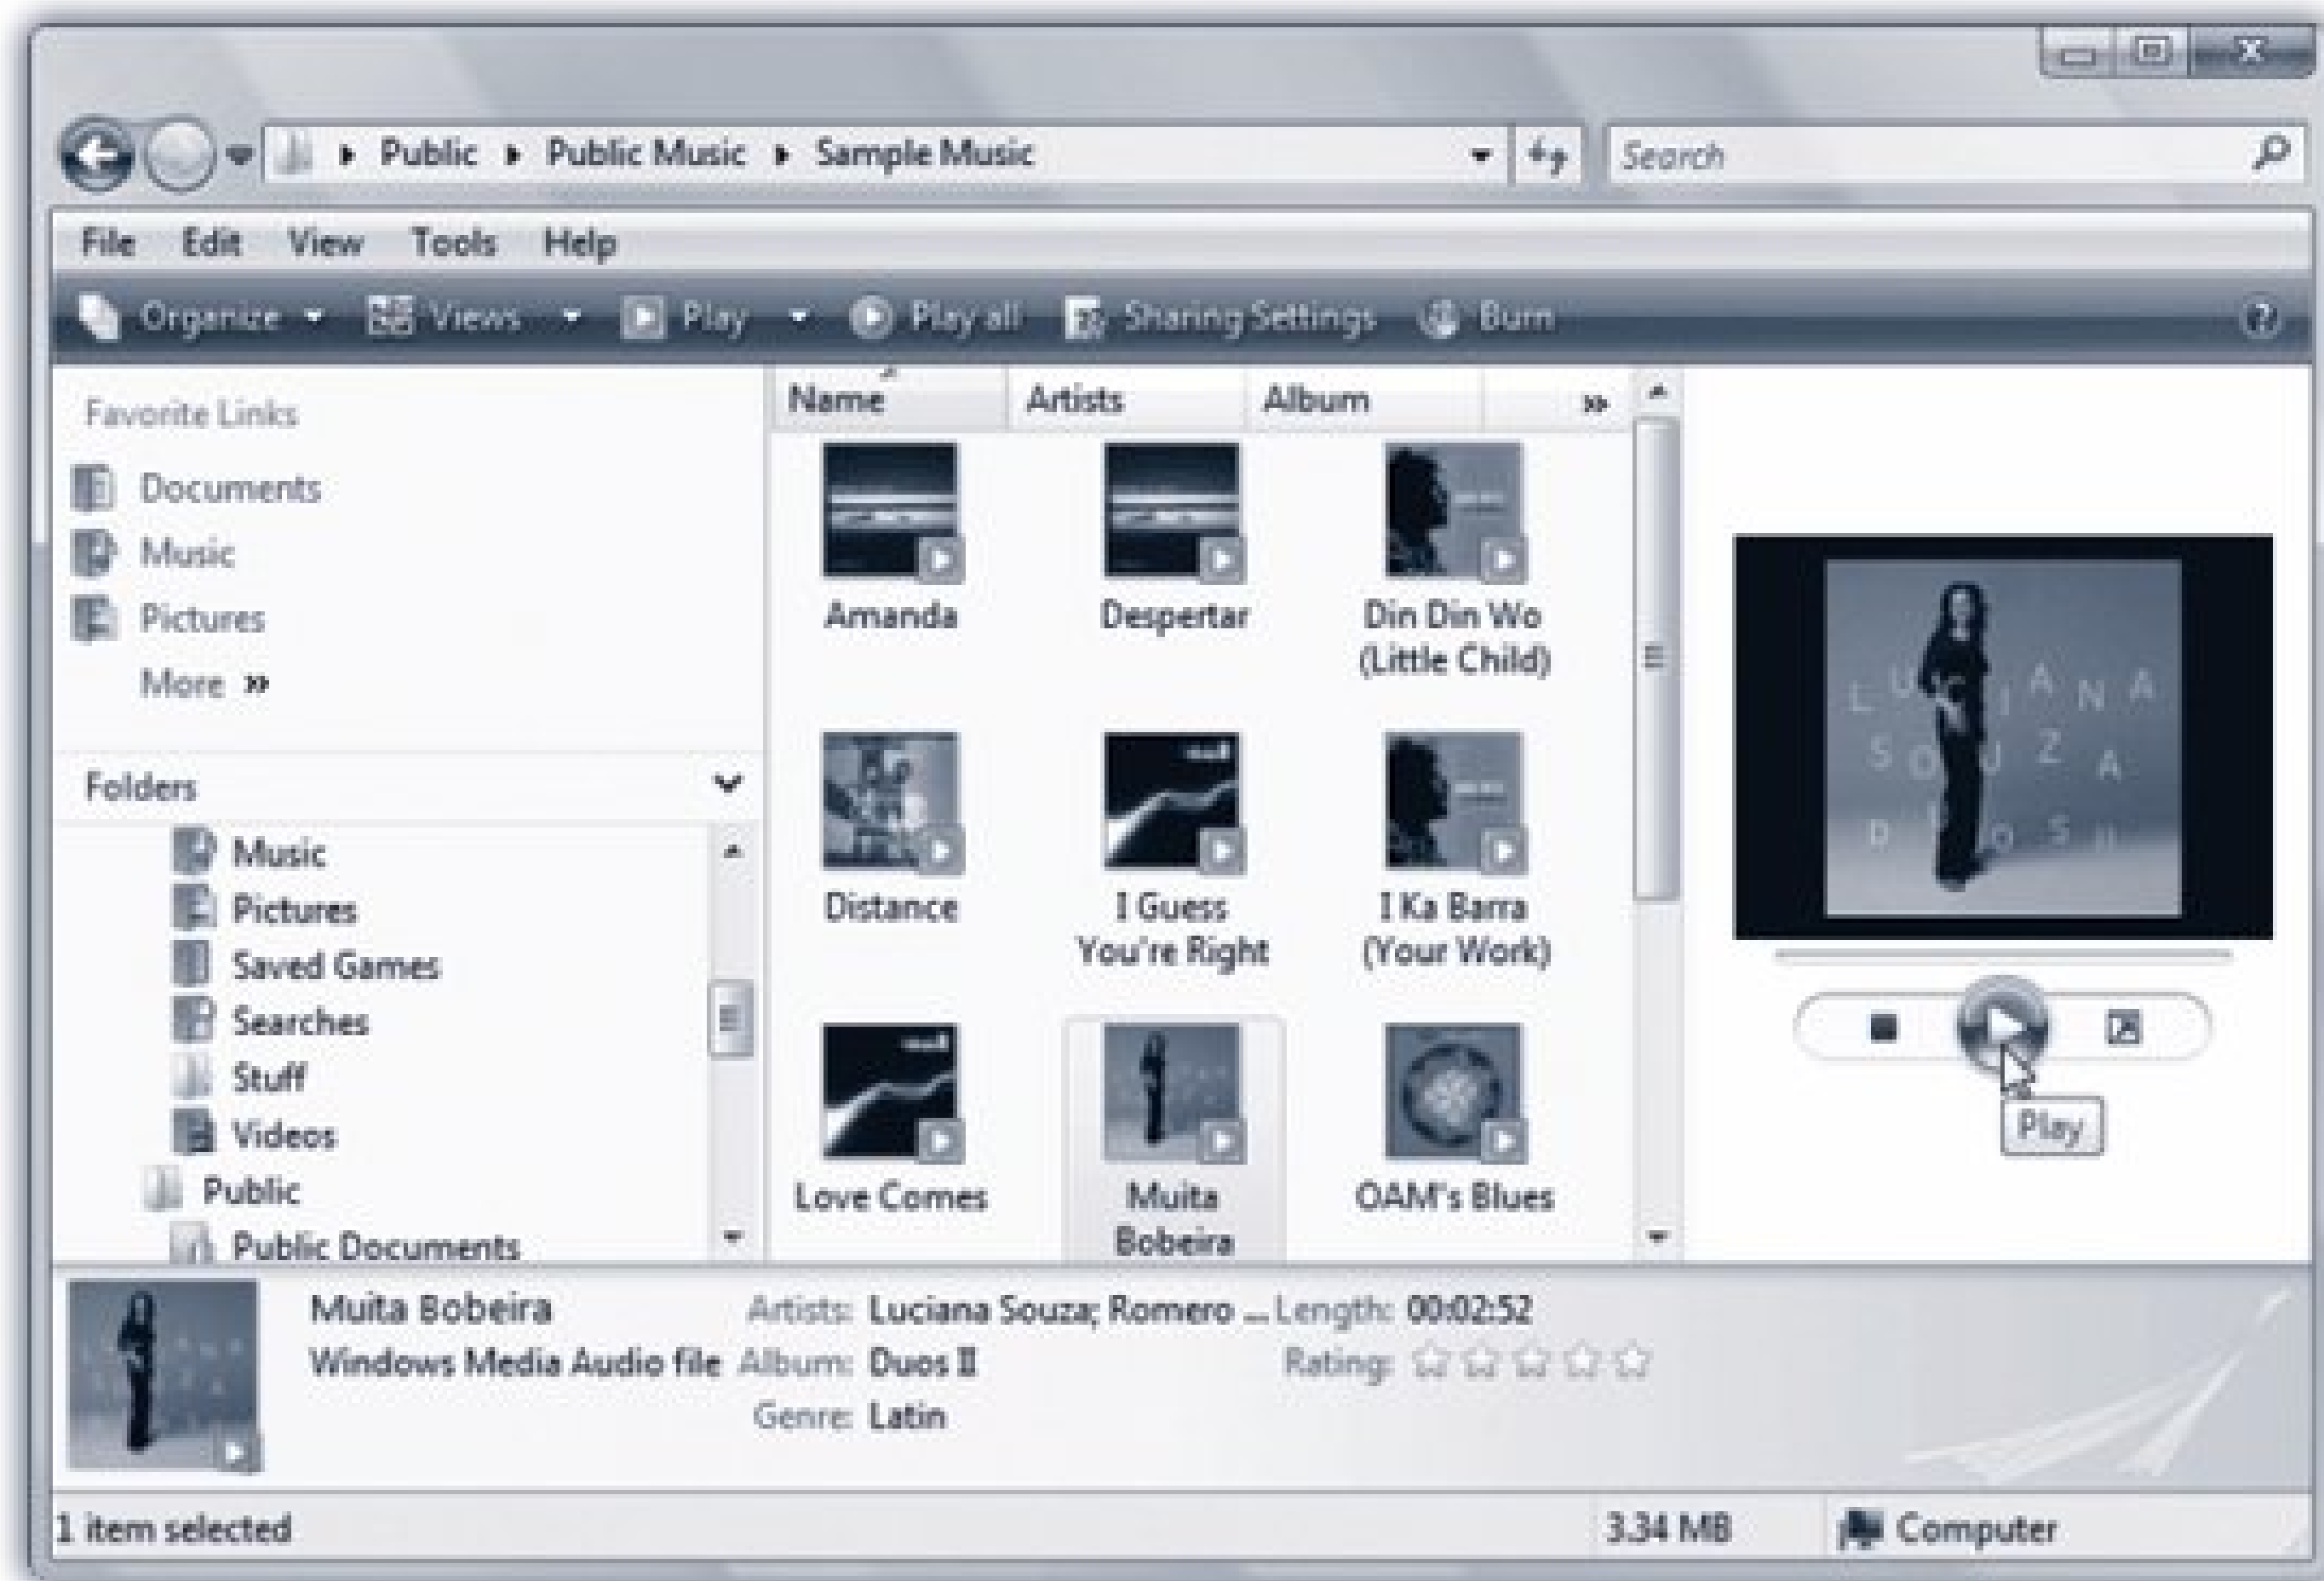 Public Public Music Sample Music
Search
File Edit View Tools Help
Organize Views Play Play all Sharing Settings Burn
Favorite Links
Documents
Music
Pictures
More »
Folders
Music
Pictures
Saved Games
Searches
Stuff
Videos
Public
Public Documents
Name Artists Album »
Amanda Despertar Din Din Wo
(Little Child)
Distance I Guess I Ka Barra
You're Right (Your Work)
Love Comes Muita OAM's Blues
Bobeira
LUCIANA
SOUZA
DUOS II
Play
Muita Bobeira Artists: Luciana Souza; Romero ... Length: 00:02:52
Windows Media Audio file Album: Duos II Rating:
Genre: Latin
1 item selected 3.34 MB Computer